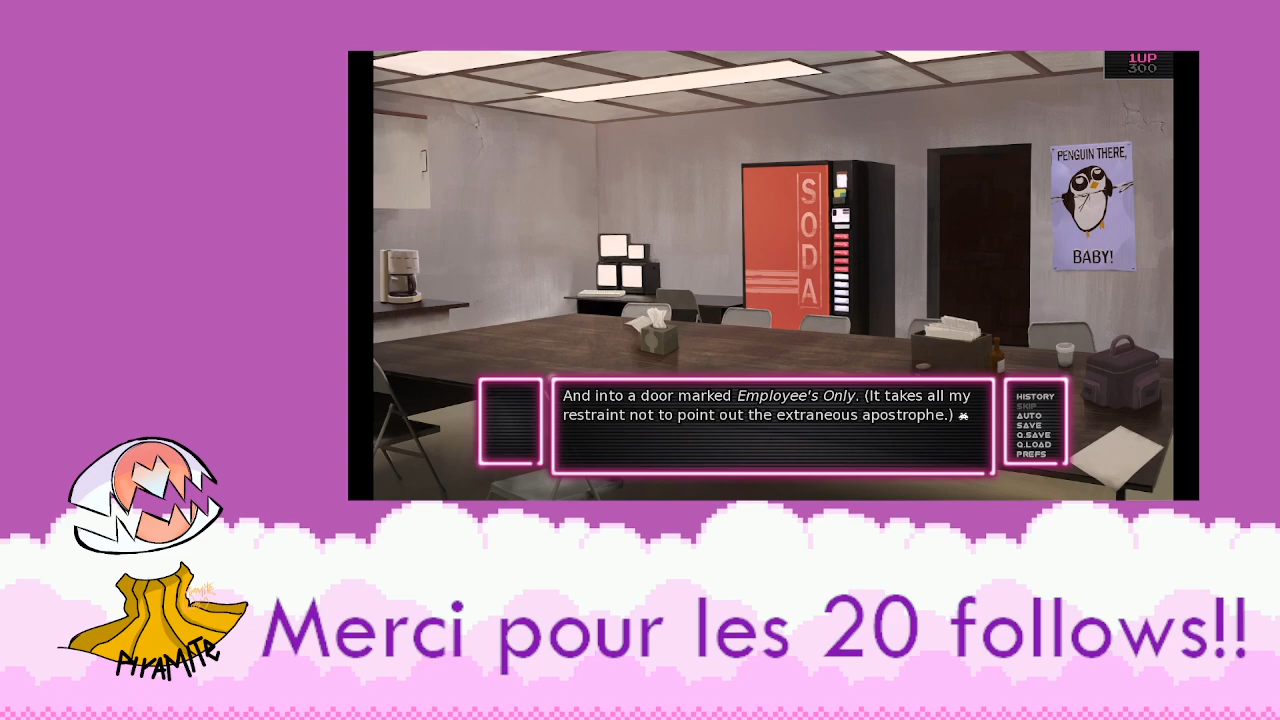 1UP
300
PENGUIN THERE,
BABY!
SODA
And into a door marked Employee's Only. (It takes all my
restraint not to point out the extraneous apostrophe.)
HISTORY
SKIP
AUTO
SAVE
Q.SAVE
Q.LOAD
PREFS
PYRAMITE
Merci pour les 20 follows!!